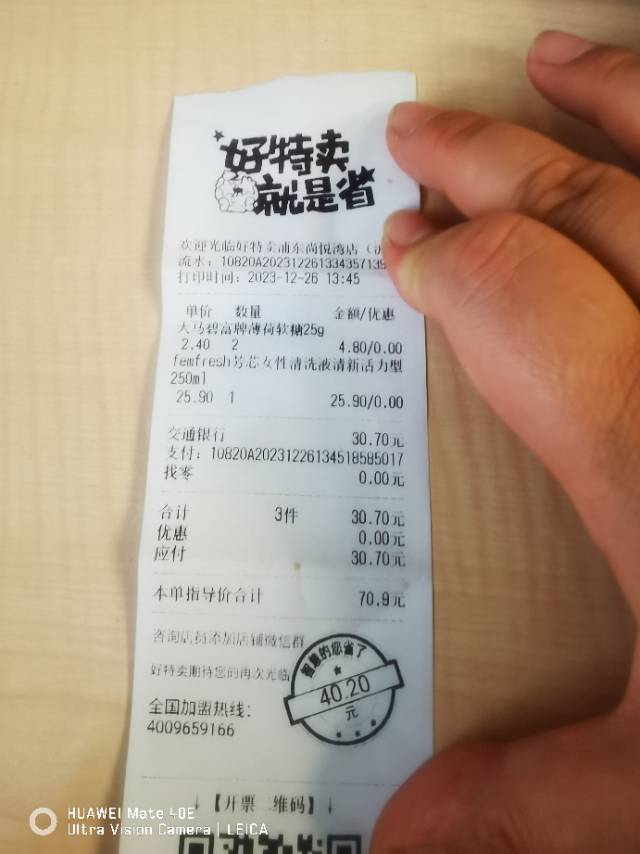 好特卖
就是省
欢迎光临好特卖浦东尚悦湾店（
流水：10820A202312261334357139
打印时间：2023-12-26 13:45
单价 数量 金额/优惠
大马碧富牌薄荷软糖25g
2.40 2 4.80/0.00
femfresh芳芯女性清洗液清新活力型
250ml
25.90 1 25.90/0.00
交通银行 30.70元
支付：10820A20231226134518585017
找零 0.00元
合计 3件 30.70元
优惠 0.00元
应付 30.70元
本单指导价合计 70.9元
咨询店员添加店铺微信群
好特卖期待您的再次光临
智慧的您省了
40.20
元
全国加盟热线：
4009659166
↓【开票二维码】↓
HUAWEI Mate 40E
Ultra Vision Camera | LEICA